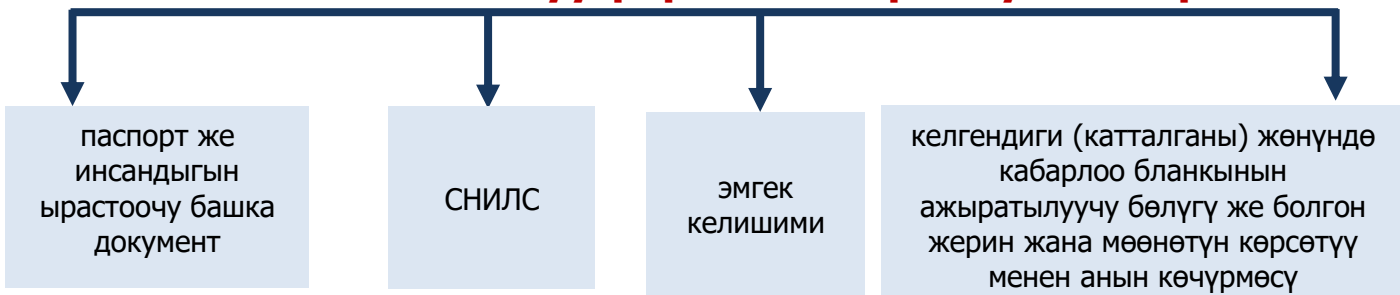 паспорт же
инсандыгын
ырастоочу башка
документ
СНИЛС
эмгек
келишими
келгендиги (катталганы) жөнүндө
кабарлоо бланкынын
ажыратылуучу бөлүгү же болгон
жерин жана мөөнөтүн көрсөтүү
менен анын көчүрмөсү